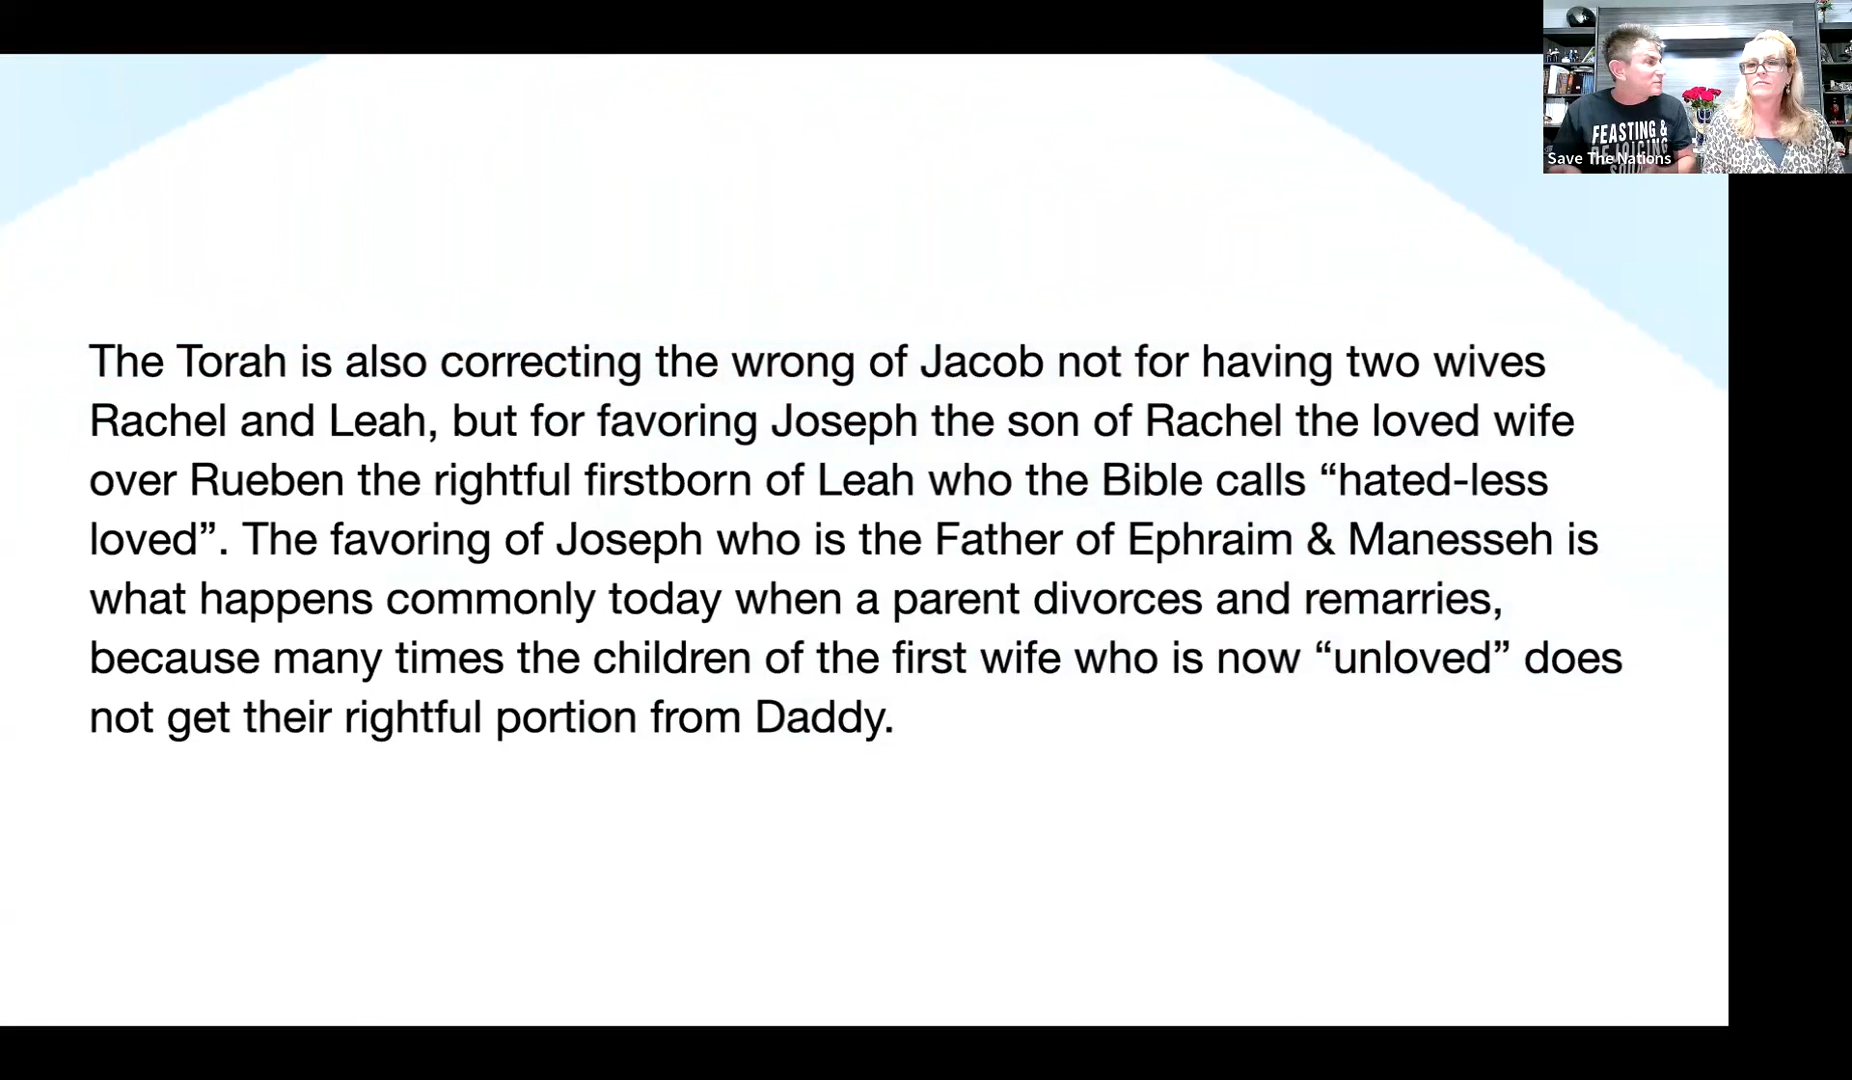 FEASTING &
REJOICING
SOUL
Save The Nations
The Torah is also correcting the wrong of Jacob not for having two wives
Rachel and Leah, but for favoring Joseph the son of Rachel the loved wife
over Rueben the rightful firstborn of Leah who the Bible calls “hated-less
loved”. The favoring of Joseph who is the Father of Ephraim & Manesseh is
what happens commonly today when a parent divorces and remarries,
because many times the children of the first wife who is now “unloved” does
not get their rightful portion from Daddy.